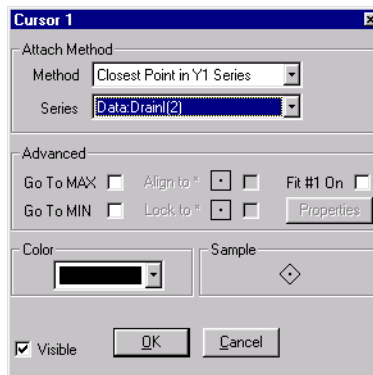 Cursor 1
Attach Method
Method Closest Point in Y1 Series
Series Data:DrainI(2)
Advanced
Go To MAX Align to * Fit #1 On
Go To MIN Lock to * Properties
Color
Sample
Visible OK Cancel